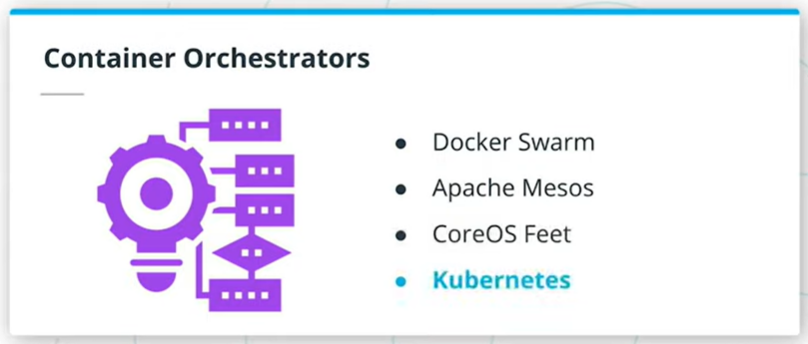 Container Orchestrators
Docker Swarm
Apache Mesos
CoreOS Feet
Kubernetes